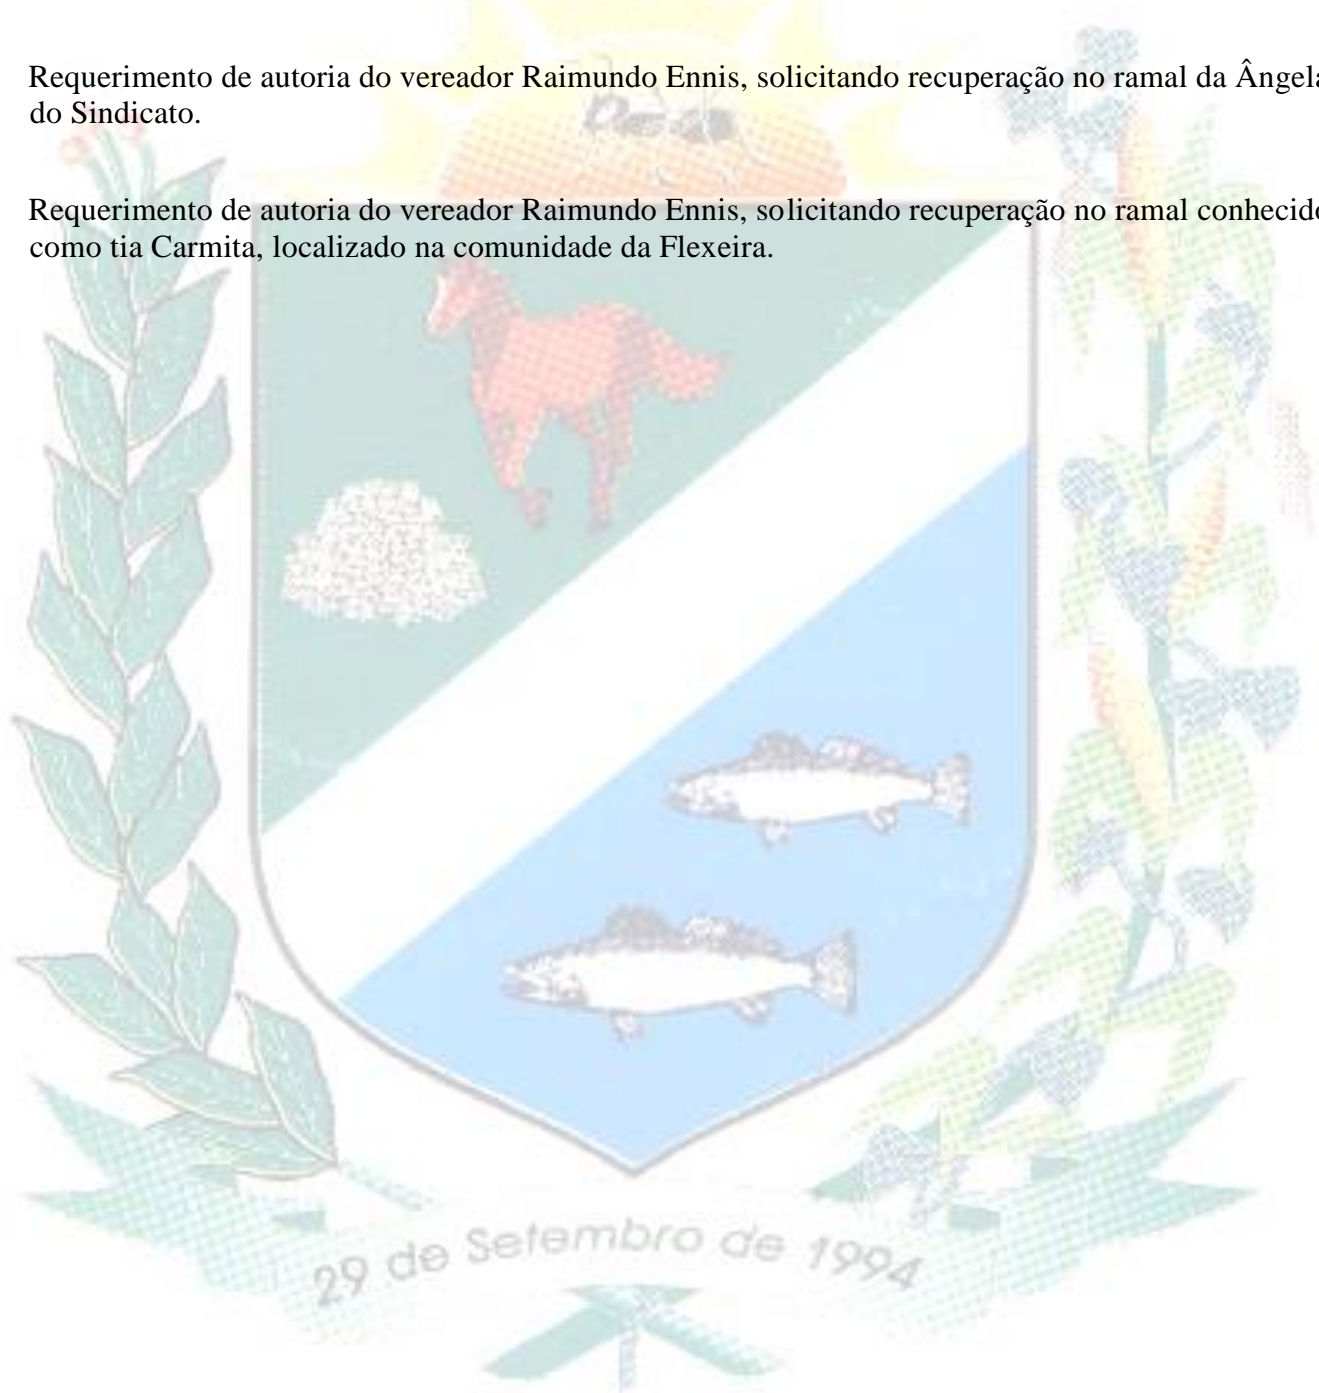 Requerimento de autoria do vereador Raimundo Ennis, solicitando recuperação no ramal da Ângela
do Sindicato.
Requerimento de autoria do vereador Raimundo Ennis, solicitando recuperação no ramal conhecido
como tia Carmita, localizado na comunidade da Flexeira.
29 de Setembro de 1994